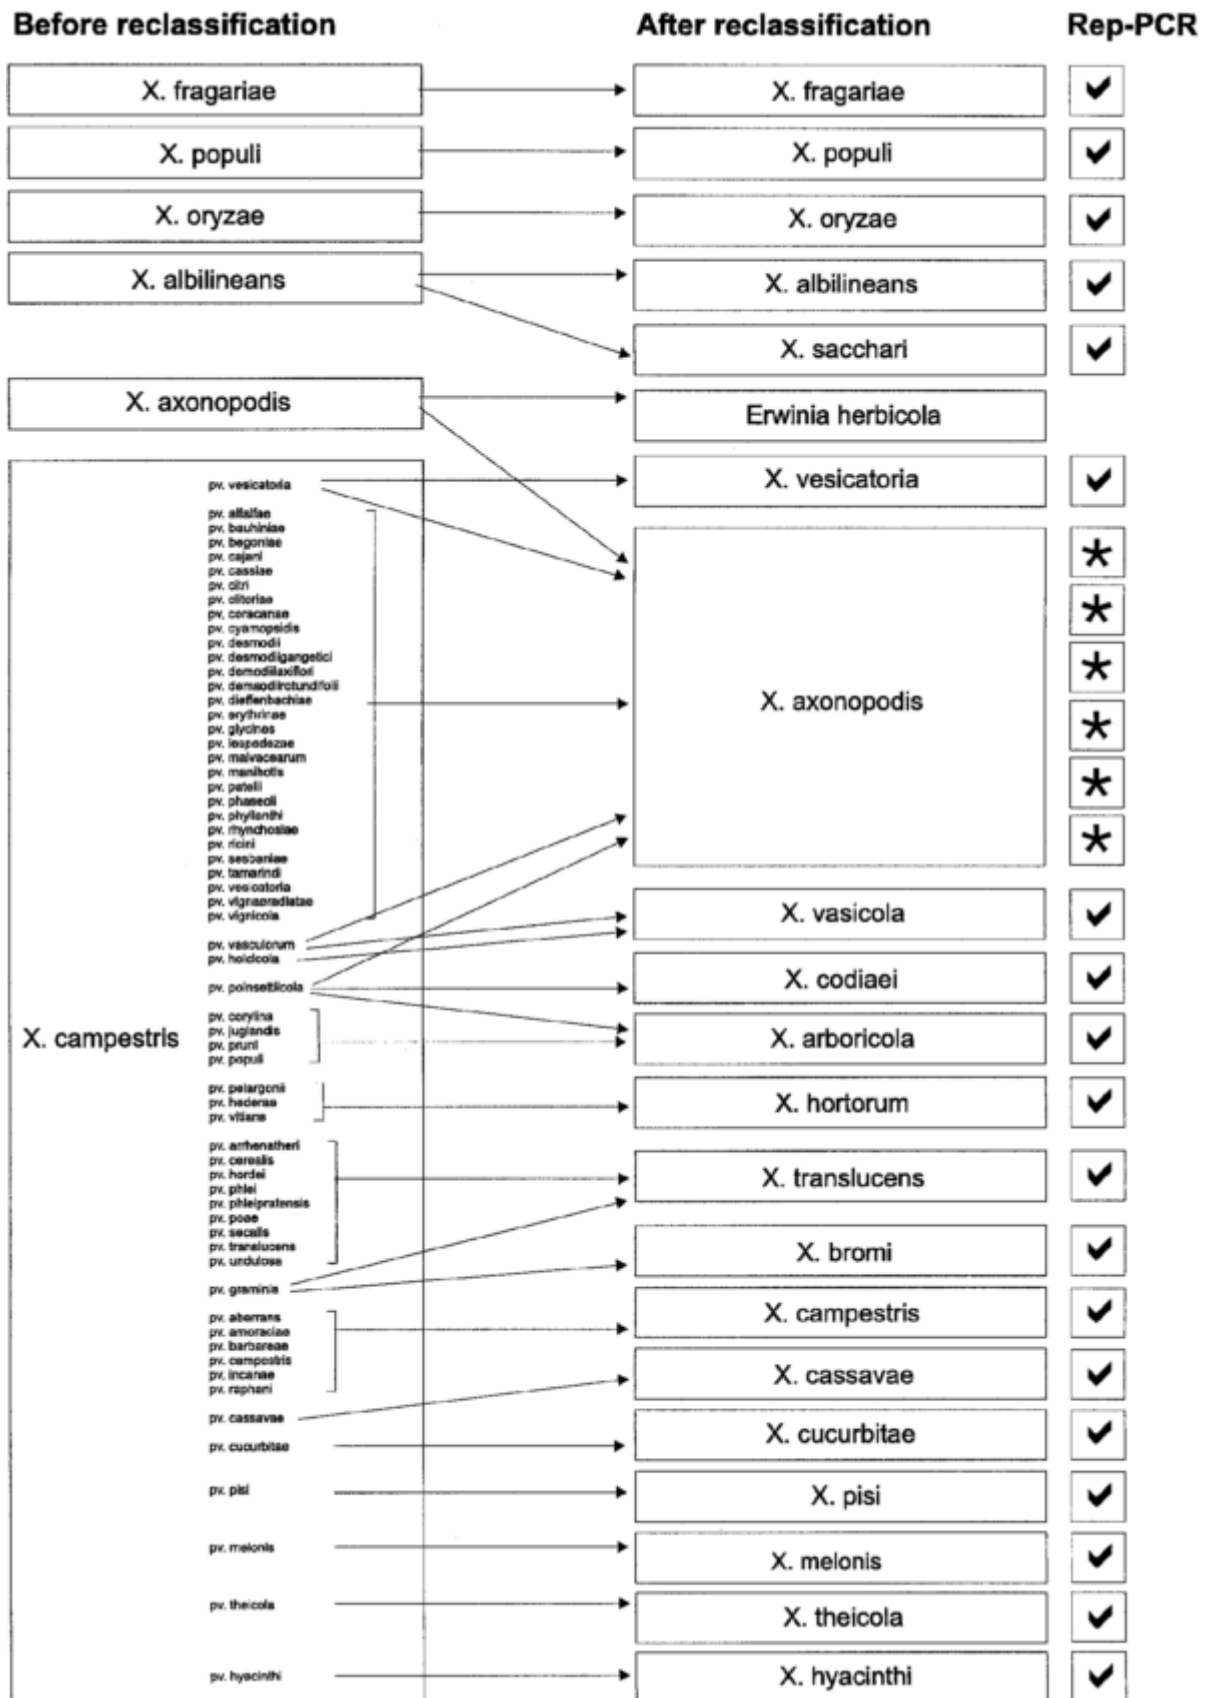 Before reclassification
After reclassification
Rep-PCR
X. fragariae
X. fragariae
X. populi
X. populi
X. oryzae
X. oryzae
X. albilineans
X. albilineans
X. sacchari
X. axonopodis
Erwinia herbicola
X. vesicatoria
X. axonopodis
X. campestris
pv. vesicatoria
pv. alfalfae
pv. bauhiniae
pv. begoniae
pv. cajani
pv. cassiae
pv. citri
pv. clitoriae
pv. coracanae
pv. cyamopsidis
pv. desmodii
pv. desmodiigangetici
pv. demodiilaxiflori
pv. dieffenbachiae
pv. erythrinae
pv. glycines
pv. lespedezae
pv. malvacearum
pv. manihotis
pv. patelii
pv. phaseoli
pv. phyllanthi
pv. rhynchosiae
pv. ricini
pv. sesbaniae
pv. tamarindi
pv. vesicatoria
pv. vignaeradiatae
pv. vignicola
pv. vasculorum
pv. holcicola
pv. poinsettiicola
pv. corylina
pv. juglandis
pv. pruni
pv. populi
pv. pelargonii
pv. hederae
pv. vitians
pv. arrhenatheri
pv. cerealis
pv. hordei
pv. phlei
pv. phleipratensis
pv. poae
pv. secalis
pv. translucens
pv. undulosa
pv. graminis
pv. aberrans
pv. amoraciae
pv. barbareae
pv. campestris
pv. incanae
pv. raphani
pv. cassavae
pv. cucurbitae
pv. pisi
pv. melonis
pv. theicola
pv. hyacinthi
X. vasicola
X. codiaei
X. arboricola
X. hortorum
X. translucens
X. bromi
X. campestris
X. cassavae
X. cucurbitae
X. pisi
X. melonis
X. theicola
X. hyacinthi